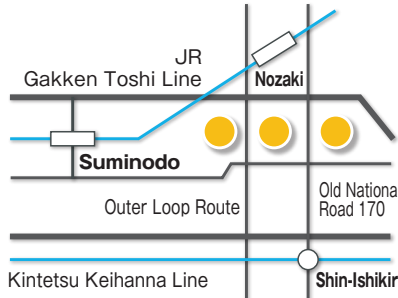 JR
Gakken Toshi Line
Nozaki
Suminodo
Outer Loop Route
Old Nationa
Road 170
Kintetsu Keihanna Line
Shin-Ishikir